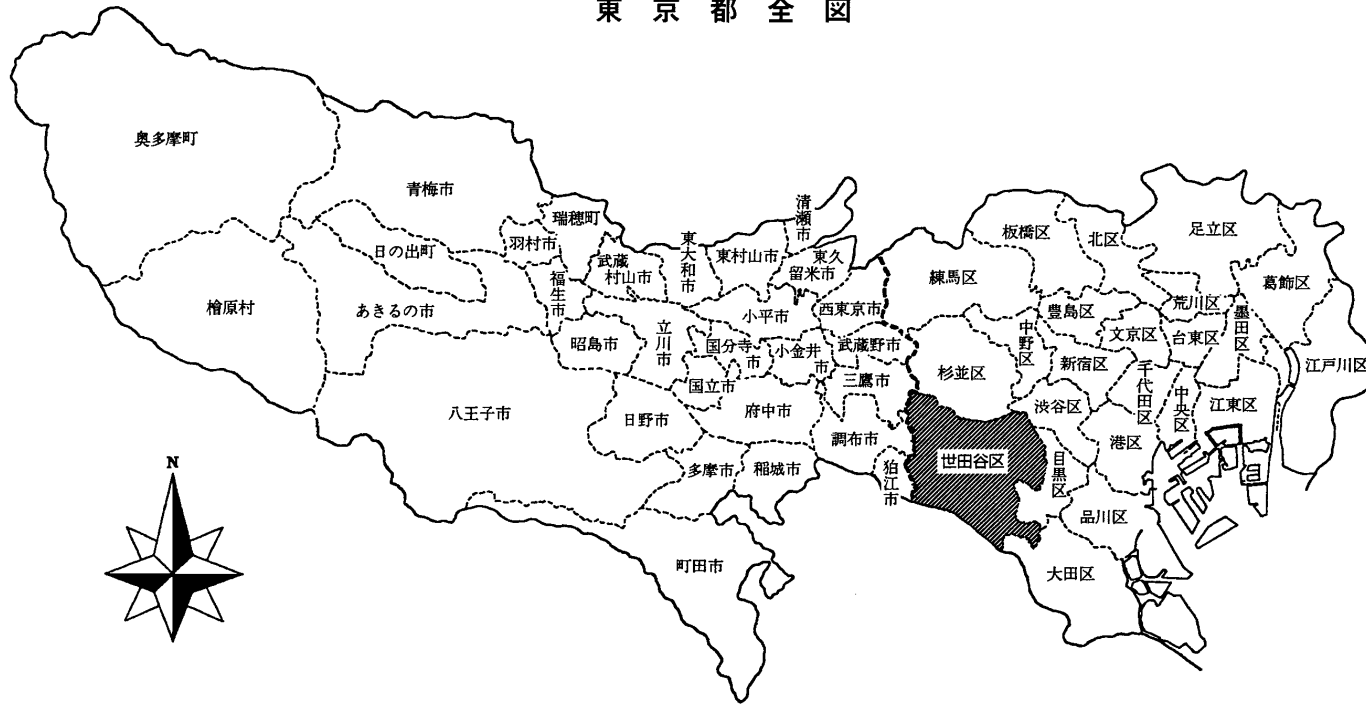 東京都全図
奥多摩町
青梅市
瑞穂町
清瀬市
羽村市
日の出町
武蔵
村山市
東大和市
東村山市
東久
留米市
檜原村
あきるの市
福生市
昭島市
立川市
小平市
西東京市
国分寺
市
小金井
市
武蔵野市
三鷹市
国立市
八王子市
日野市
府中市
調布市
多摩市
稲城市
狛江市
町田市
板橋区
北区
足立区
練馬区
葛飾区
豊島区
荒川区
墨田区
中野区
文京区
台東区
杉並区
新宿区
千代田区
中央区
江戸川区
渋谷区
港区
江東区
世田谷区
目黒区
品川区
大田区
N